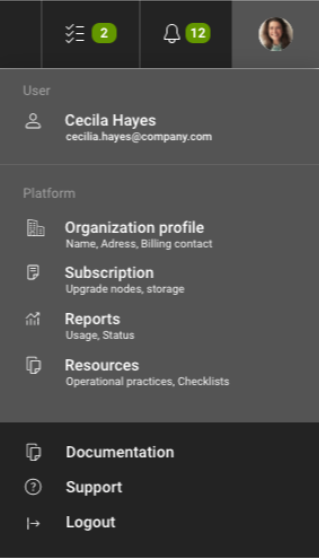 2
12
User
Cecila Hayes
cecilia.hayes@company.com
Platform
Organization profile
Name, Adress, Billing contact
Subscription
Upgrade nodes, storage
Reports
Usage, Status
Resources
Operational practices, Checklists
Documentation
Support
Logout